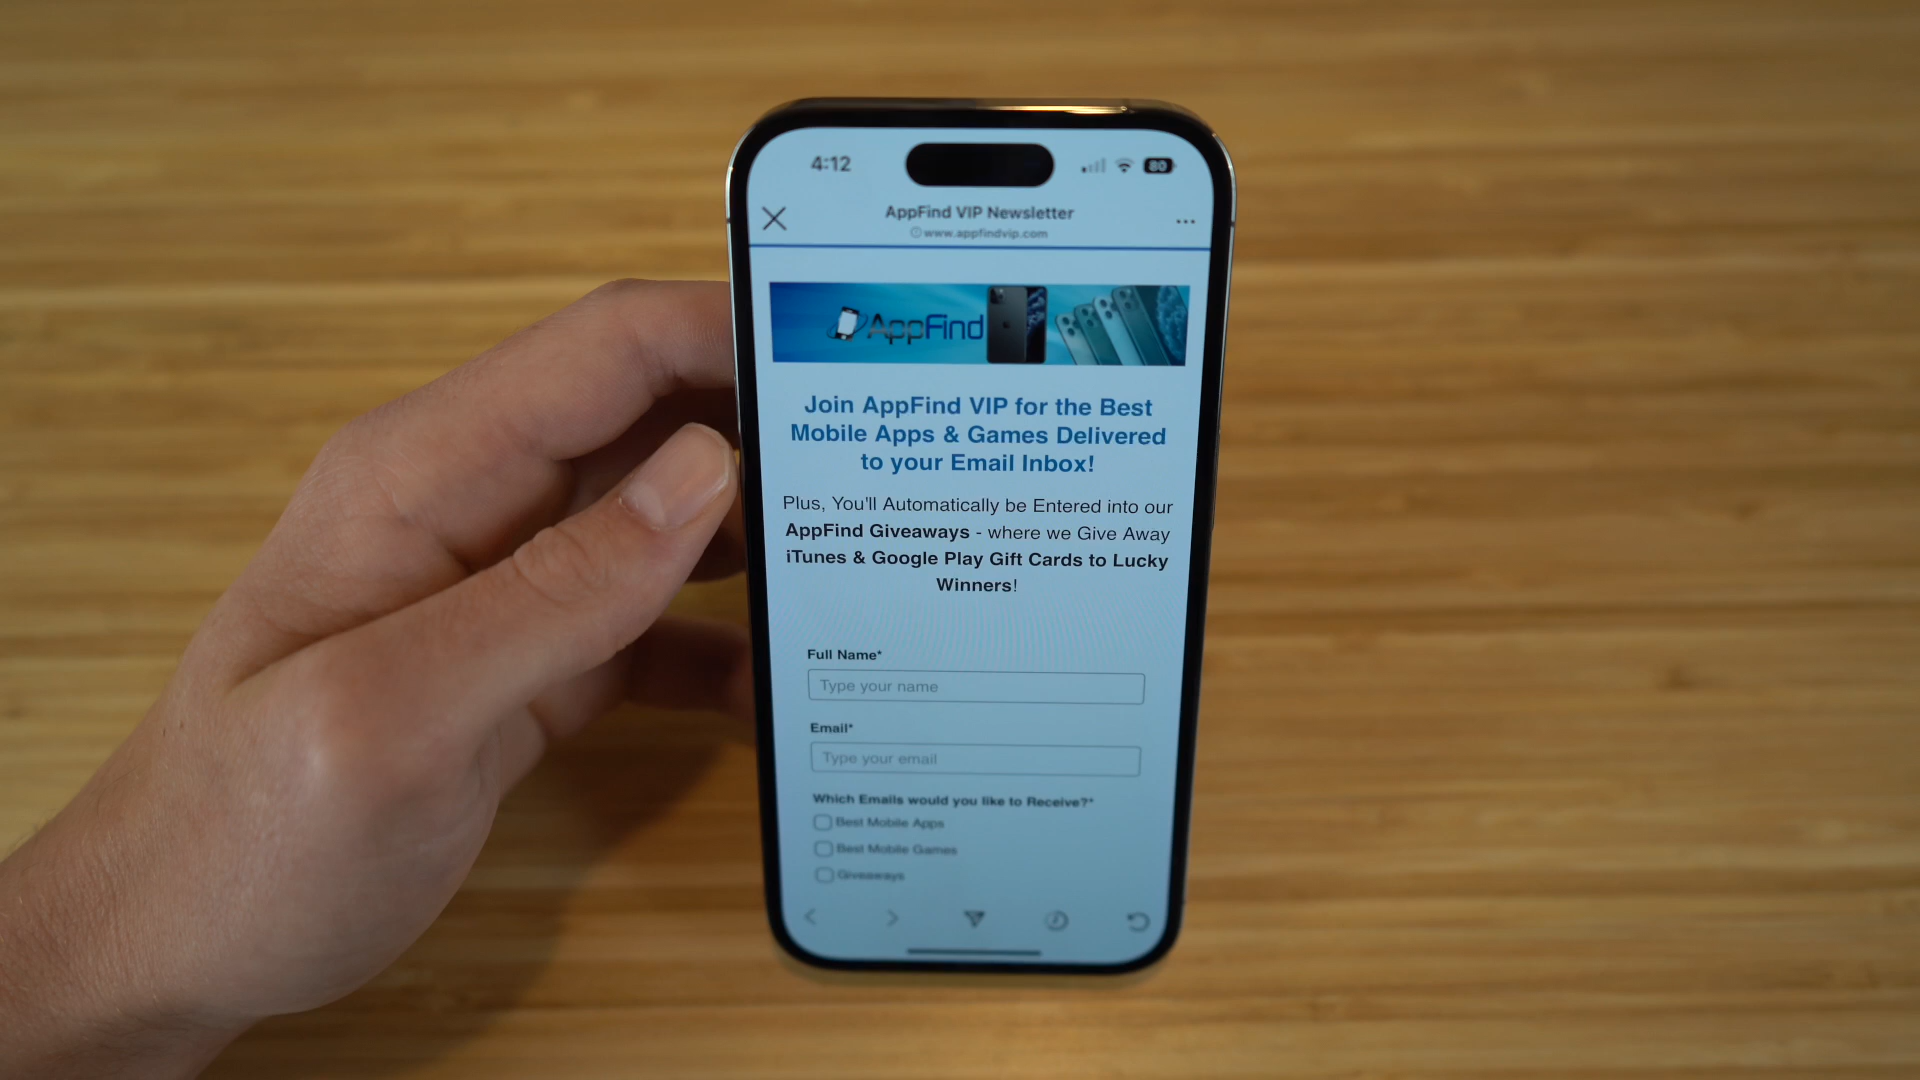 4:12
80
AppFind VIP Newsletter
www.appfindvip.com
AppFind
Join AppFind VIP for the Best
Mobile Apps & Games Delivered
to your Email Inbox!
Plus, You'll Automatically be Entered into our
AppFind Giveaways - where we Give Away
iTunes & Google Play Gift Cards to Lucky
Winners!
Full Name*
Type your name
Email*
Type your email
Which Emails would you like to Receive?*
Best Mobile Apps
Best Mobile Games
Giveaways